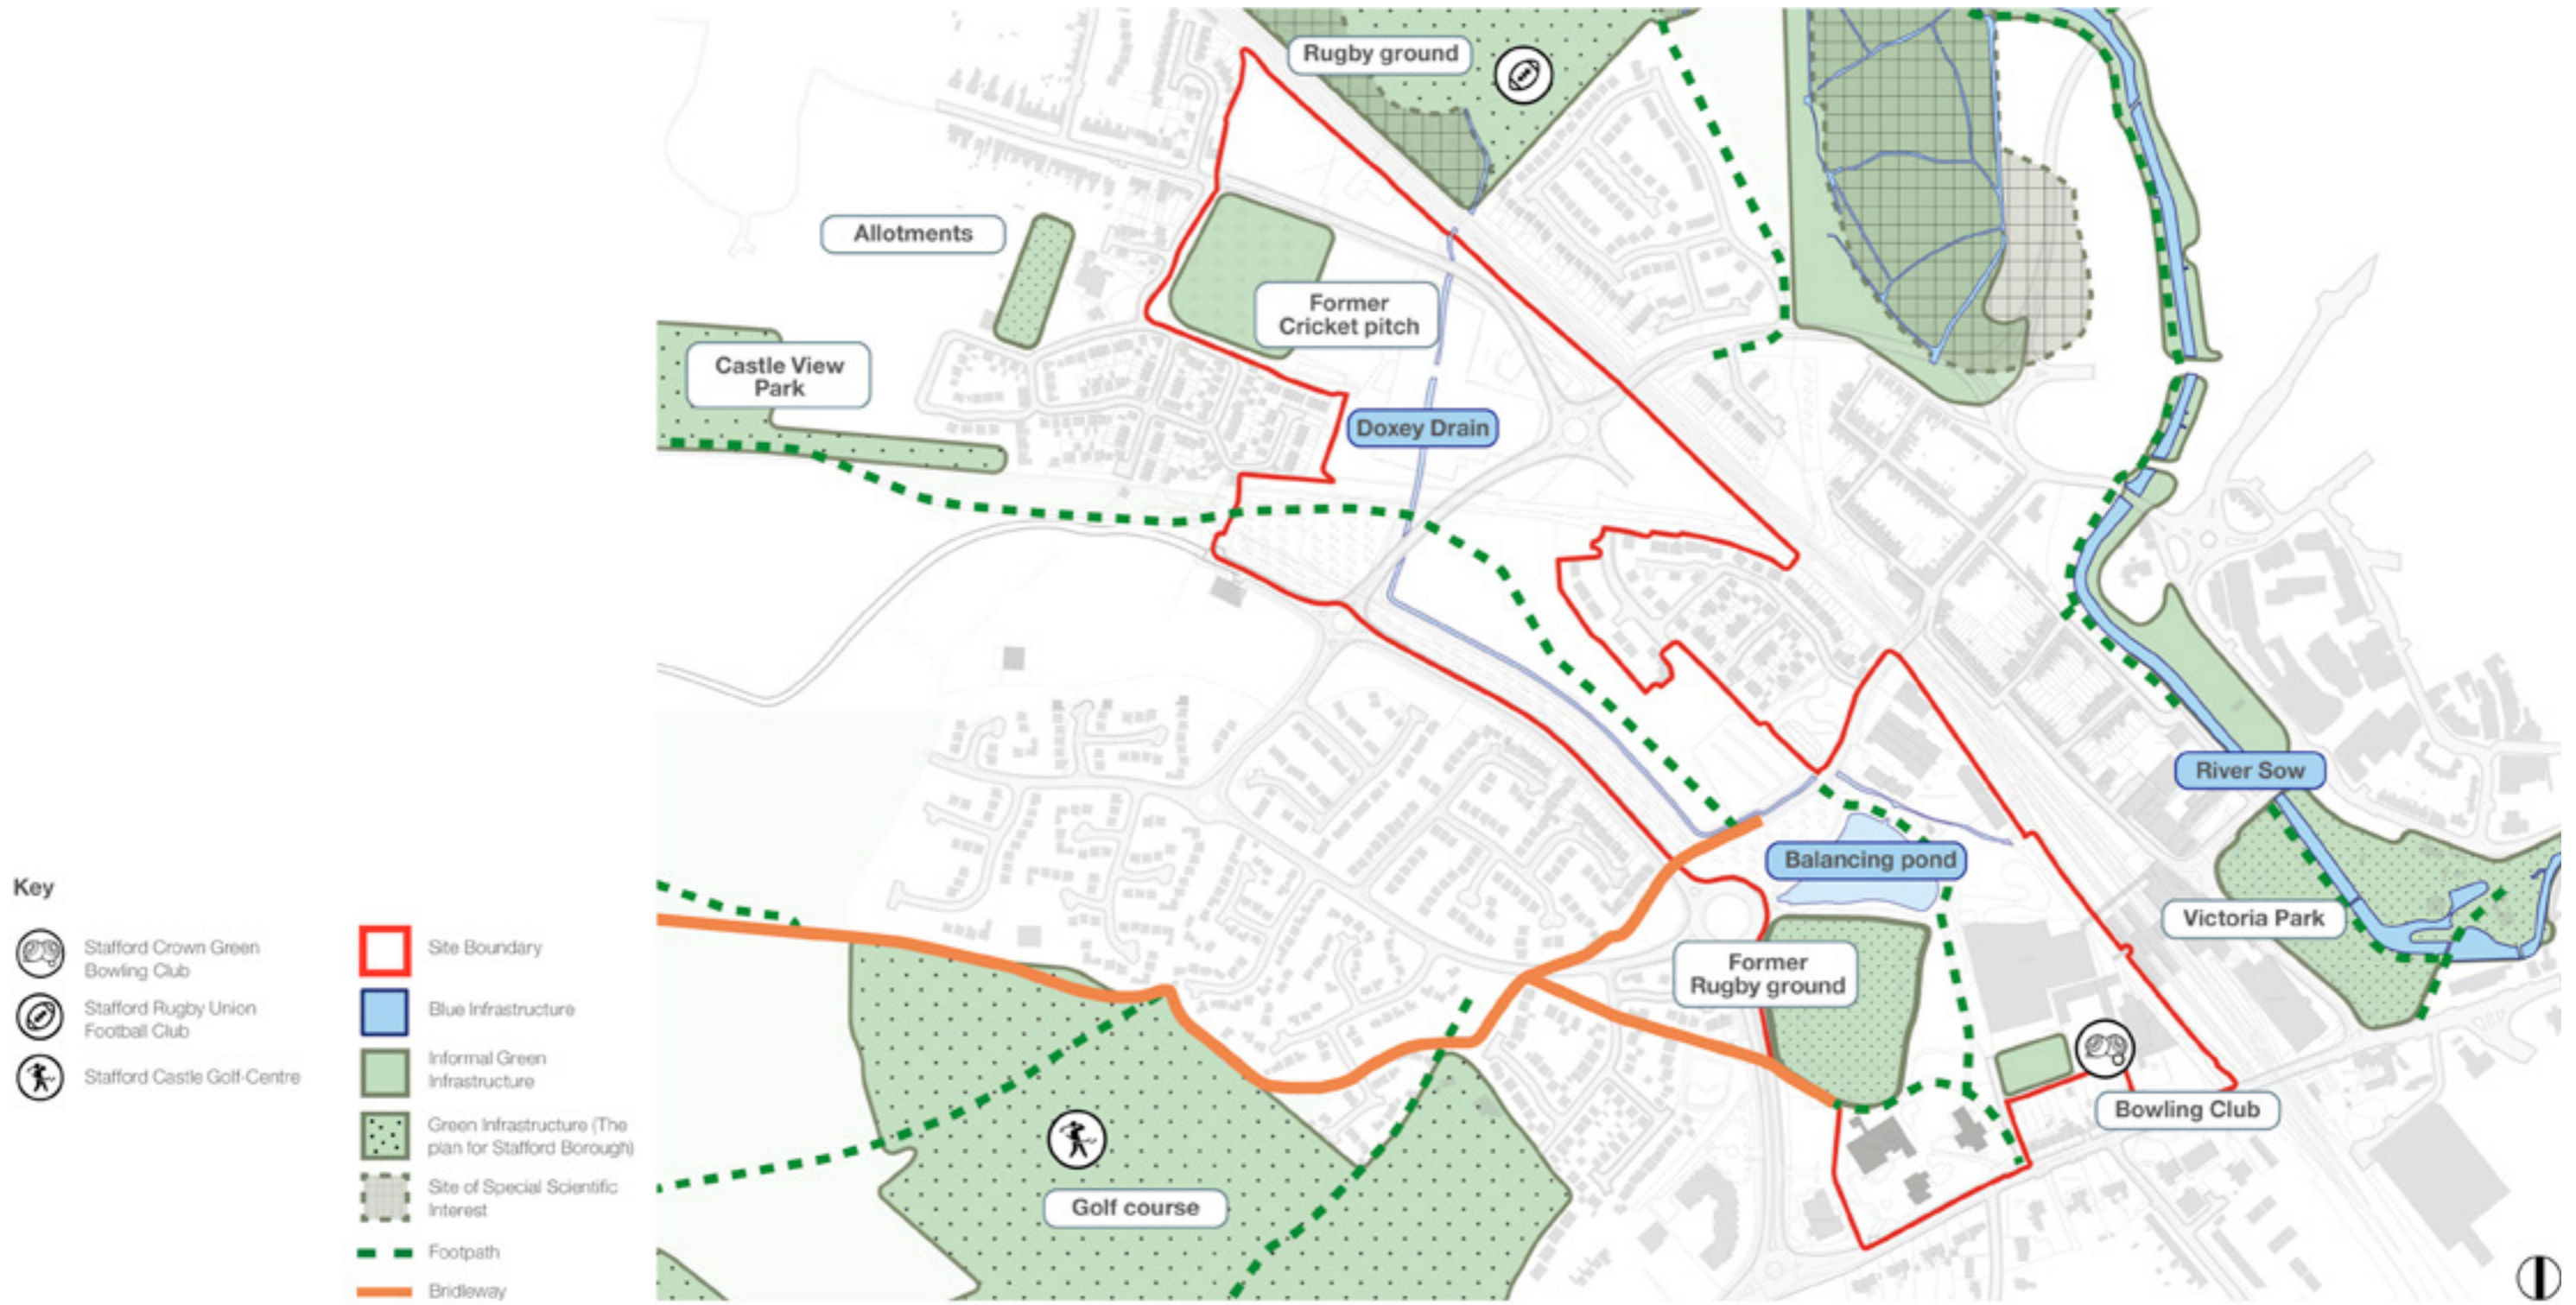 Rugby ground
Allotments
Former
Cricket pitch
Castle View
Park
Doxey Drain
River Sow
Balancing pond
Victoria Park
Former
Rugby ground
Bowling Club
Golf course
Key
Stafford Crown Green
Bowling Club
Stafford Rugby Union
Football Club
Stafford Castle Golf-Centre
Site Boundary
Blue Infrastructure
Informal Green
Infrastructure
Green Infrastructure (The
plan for Stafford Borough)
Site of Special Scientific
Interest
Footpath
Bridleway